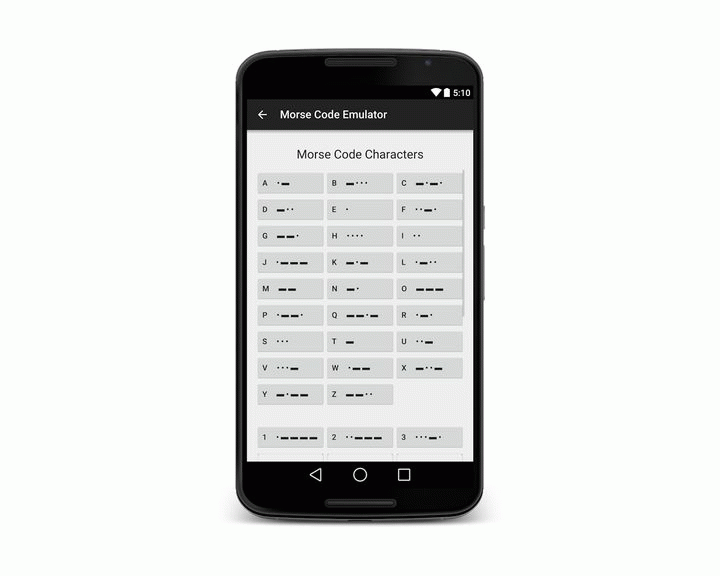 5:10
Morse Code Emulator
Morse Code Characters
A ·– B –··· C –·–·
D –·· E · F ··–·
G ––· H ···· I ··
J ·––– K –·– L ·–··
M –– N –· O –––
P ·––· Q ––·– R ·–·
S ··· T – U ··–
V ···– W ·–– X –··–
Y –·–– Z ––··
1 ·–––– 2 ··––– 3 ···–·